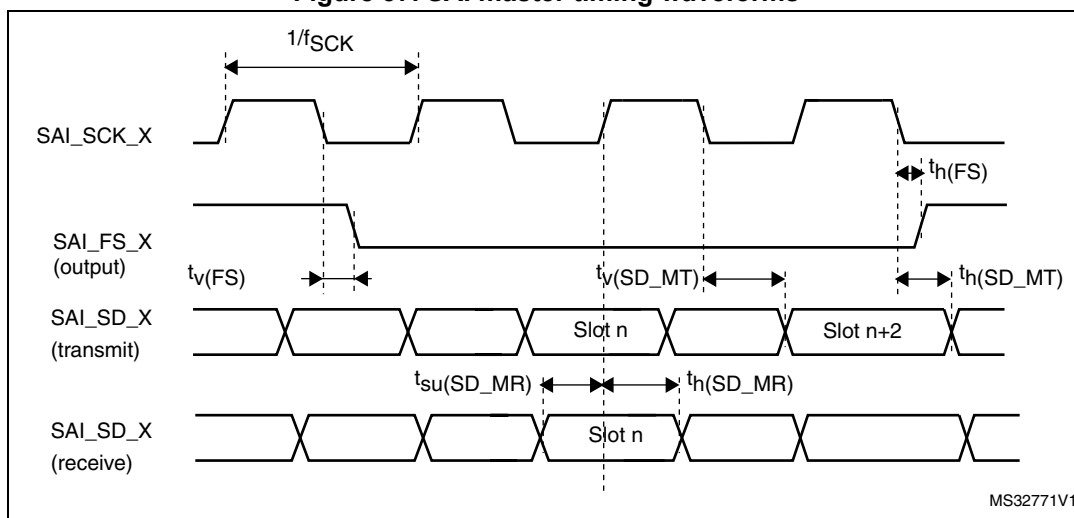 1/fSCK
SAI_SCK_X
th(FS)
SAI_FS_X
(output)
tv(FS)
tv(SD_MT)
th(SD_MT)
SAI_SD_X
(transmit)
Slot n
Slot n+2
tsu(SD_MR)
th(SD_MR)
SAI_SD_X
(receive)
Slot n
MS32771V1